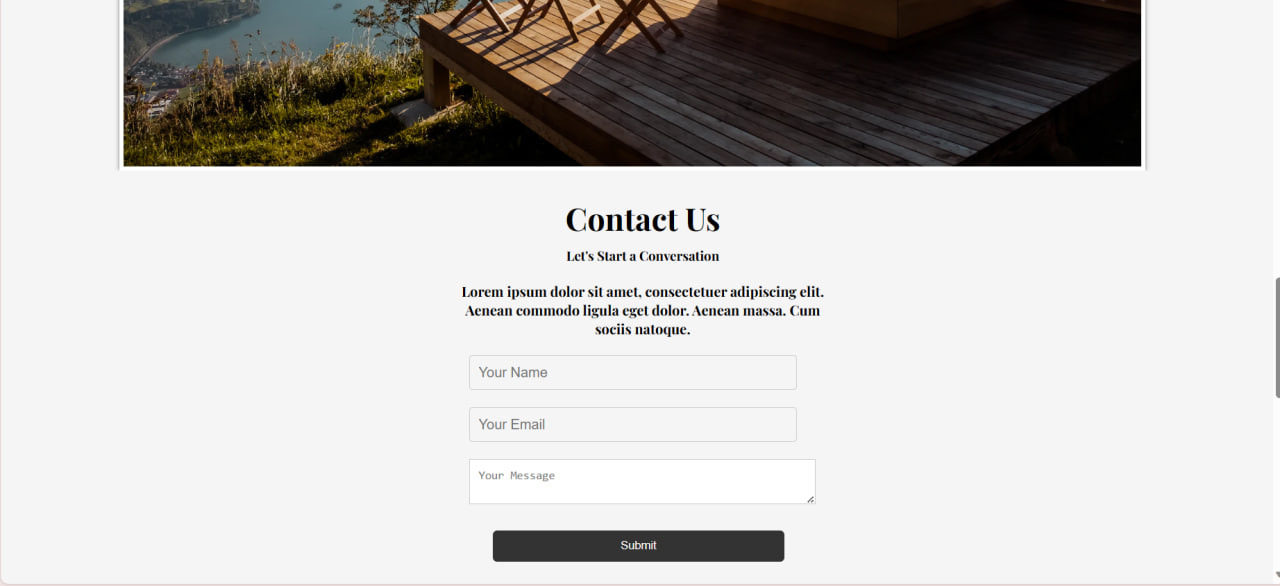 Contact Us
Let's Start a Conversation
Lorem ipsum dolor sit amet, consectetuer adipiscing elit.
Aenean commodo ligula eget dolor. Aenean massa. Cum
sociis natoque.
Your Name
Your Email
Your Message
Submit